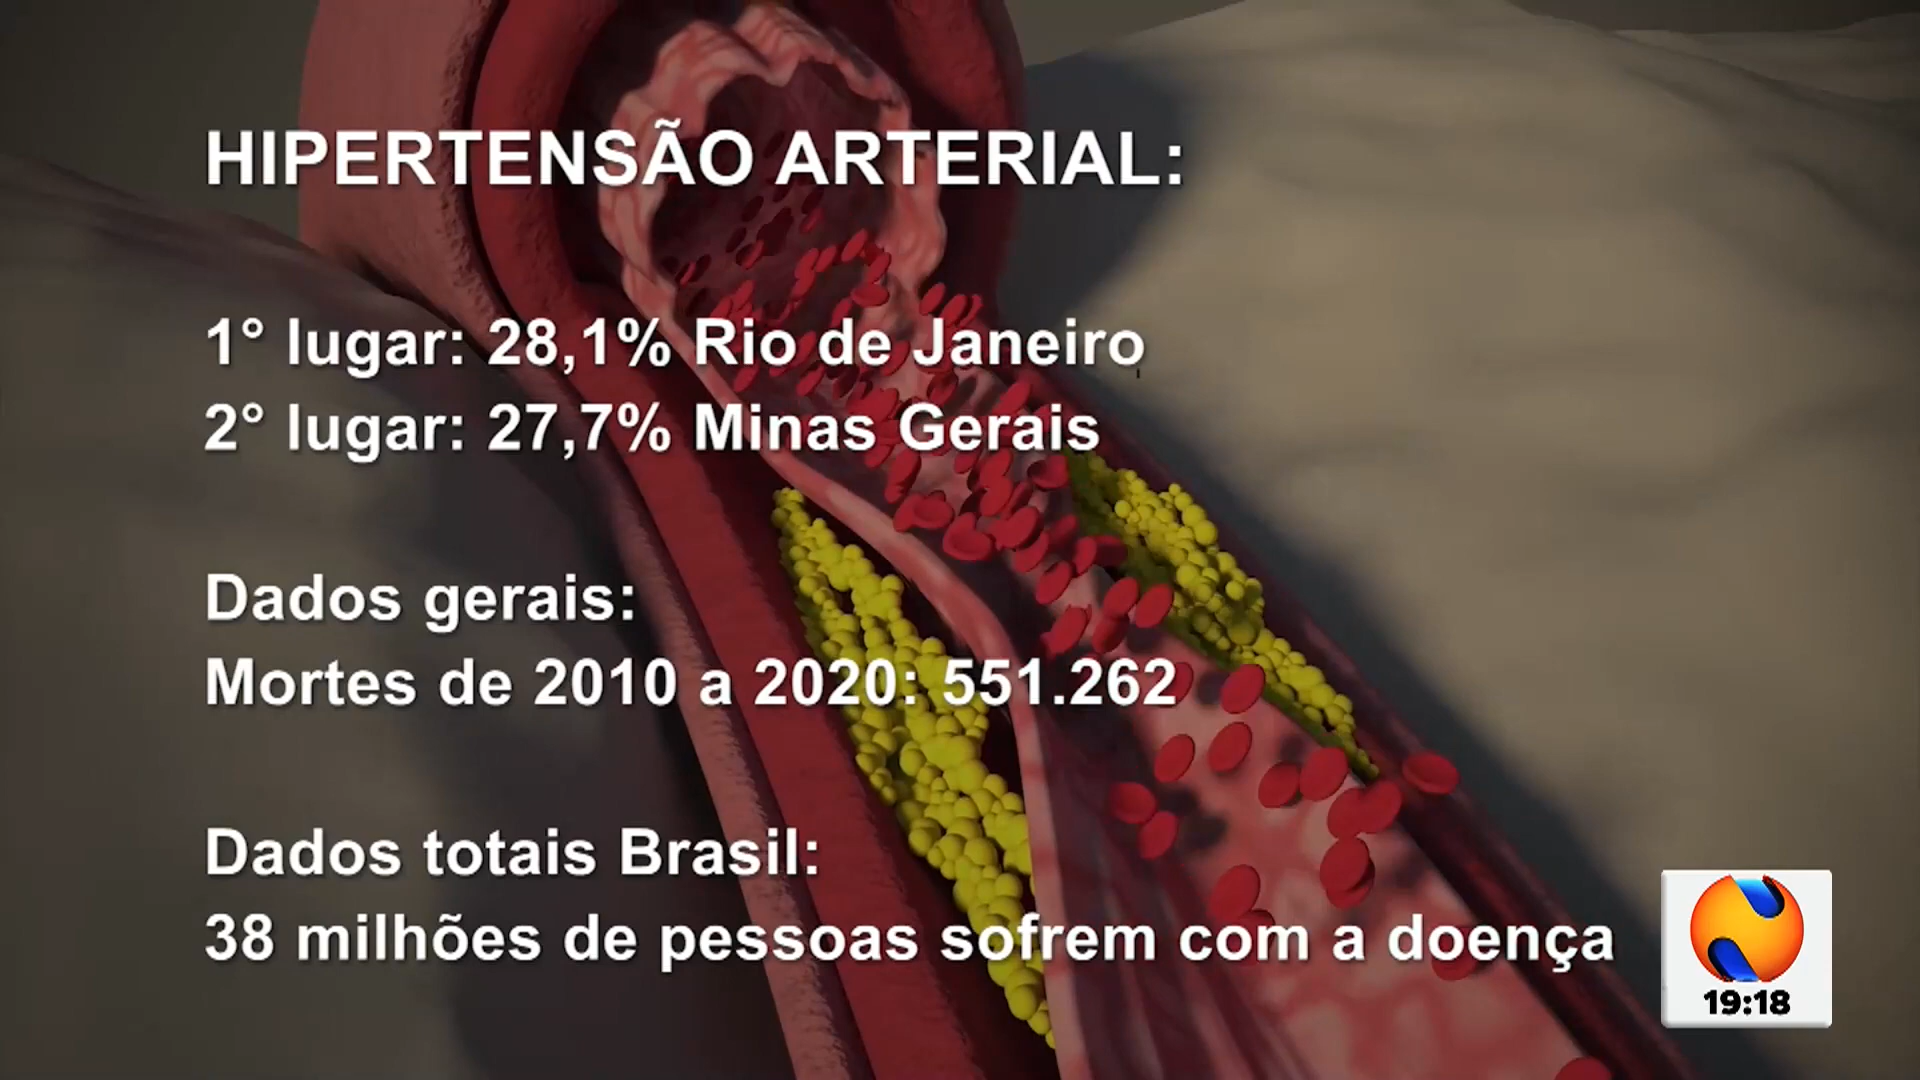 HIPERTENSÃO ARTERIAL:
1° lugar: 28,1% Rio de Janeiro
2° lugar: 27,7% Minas Gerais
Dados gerais:
Mortes de 2010 a 2020: 551.262
Dados totais Brasil:
38 milhões de pessoas sofrem com a doença
19:18